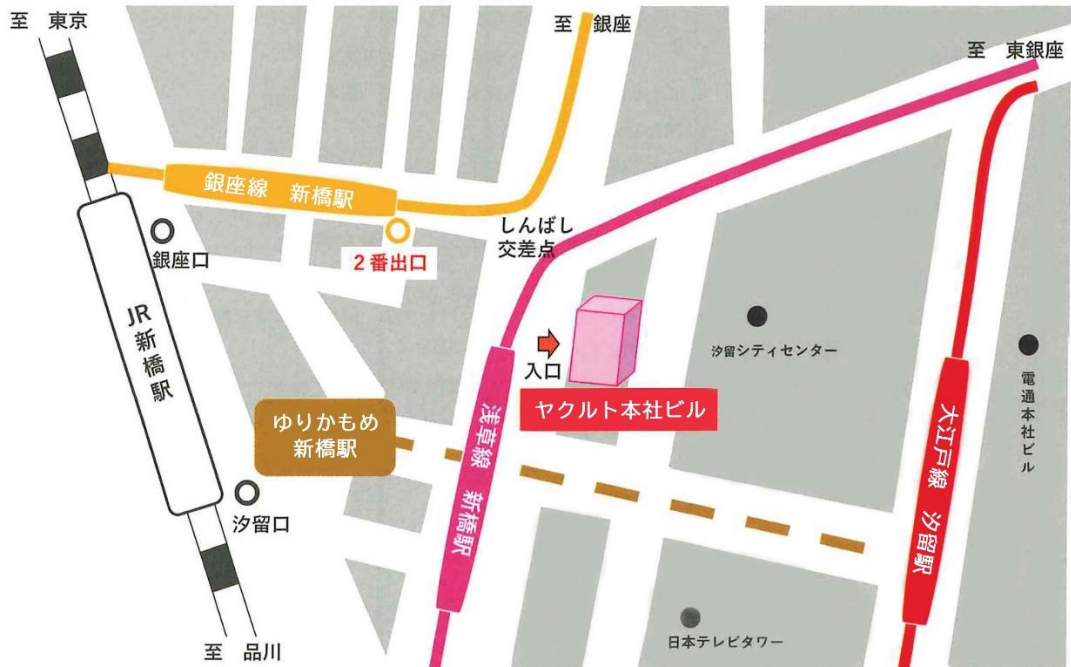 至 東京
至 銀座
至 東銀座
銀座線 新橋駅
しんばし
交差点
銀座口
2番出口
JR新橋駅
入口
汐留シティセンター
電通本社ビル
ヤクルト本社ビル
ゆりかもめ
新橋駅
浅草線 新橋駅
大江戸線 汐留駅
汐留口
日本テレビタワー
至 品川